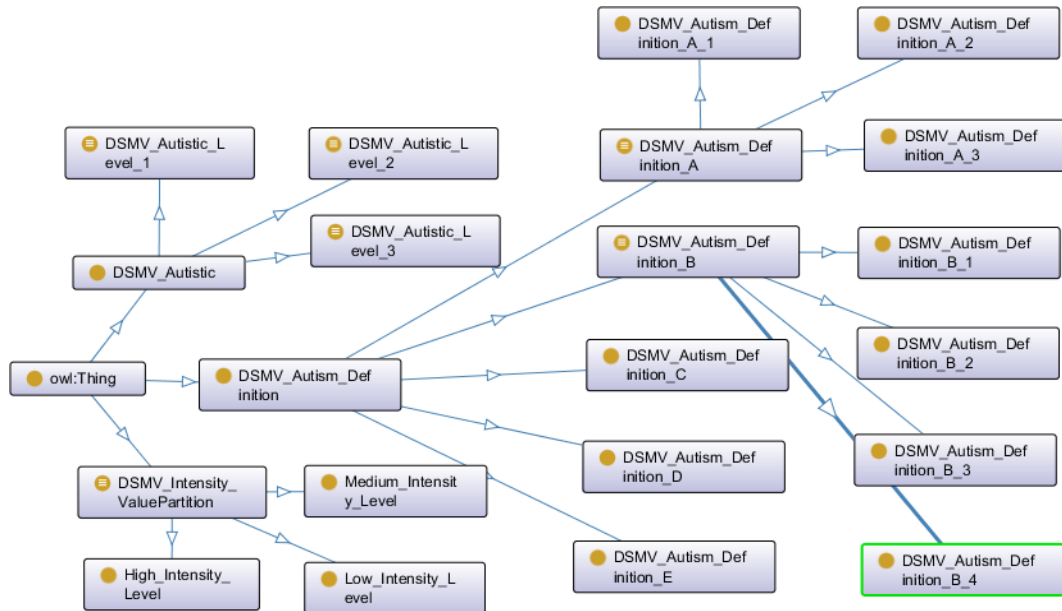 DSMV_Autism_Def
inition_A_1
DSMV_Autism_Def
inition_A_2
DSMV_Autistic_L
evel_1
DSMV_Autistic_L
evel_2
DSMV_Autism_Def
inition_A
DSMV_Autism_Def
inition_A_3
DSMV_Autistic_L
evel_3
DSMV_Autism_Def
inition_B
DSMV_Autism_Def
inition_B_1
DSMV_Autistic
DSMV_Autism_Def
inition_B_2
owl:Thing
DSMV_Autism_Def
inition
DSMV_Autism_Def
inition_C
DSMV_Autism_Def
inition_B_3
DSMV_Autism_Def
inition_D
DSMV_Intensity_
ValuePartition
Medium_Intensit
y_Level
DSMV_Autism_Def
inition_E
DSMV_Autism_Def
inition_B_4
High_Intensity_
Level
Low_Intensity_L
evel